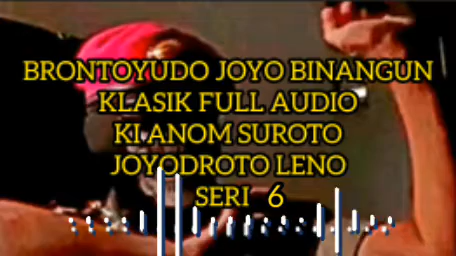 BRONTOYUDO JOYO BINANGUN
KLASIK FULL AUDIO
KI ANOM SUROTO
JOYODROTO LENO
SERI 6